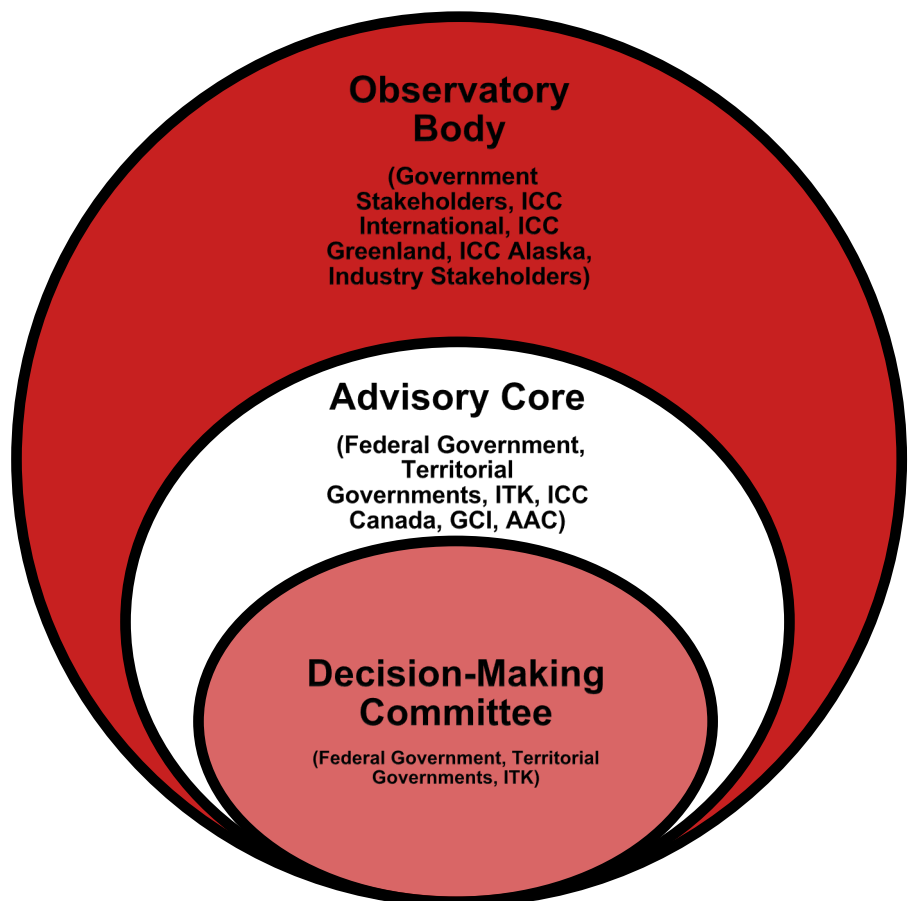 Observatory
Body
(Government
Stakeholders, ICC
International, ICC
Greenland, ICC Alaska,
Industry Stakeholders)
Advisory Core
(Federal Government,
Territorial
Governments, ITK, ICC
Canada, GCI, AAC)
Decision-Making
Committee
(Federal Government, Territorial
Governments, ITK)